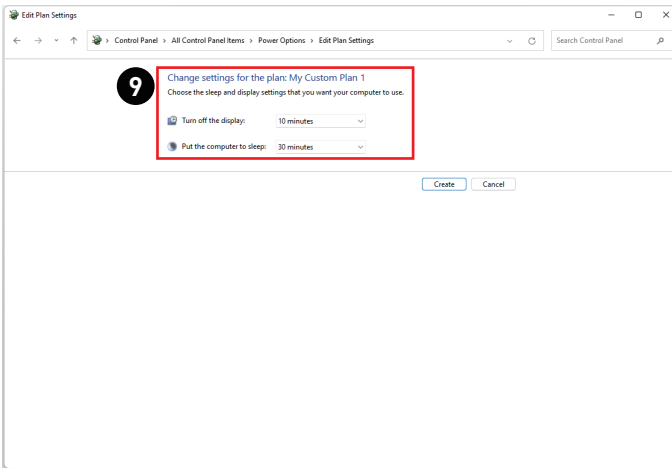 Edit Plan Settings
Control Panel > All Control Panel Items > Power Options > Edit Plan Settings
Search Control Panel
9
Change settings for the plan: My Custom Plan 1
Choose the sleep and display settings that you want your computer to use.
Turn off the display: 10 minutes
Put the computer to sleep: 30 minutes
Create Cancel